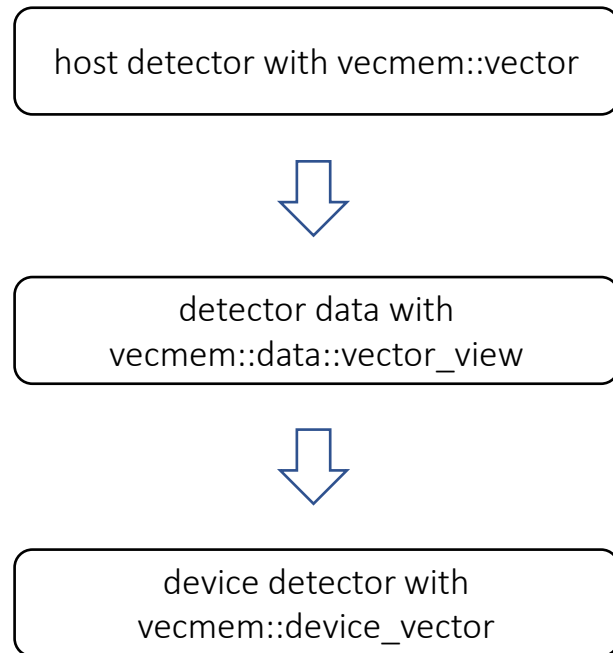 host detector with vecmem::vector
detector data with
vecmem::data::vector_view
device detector with
vecmem::device_vector